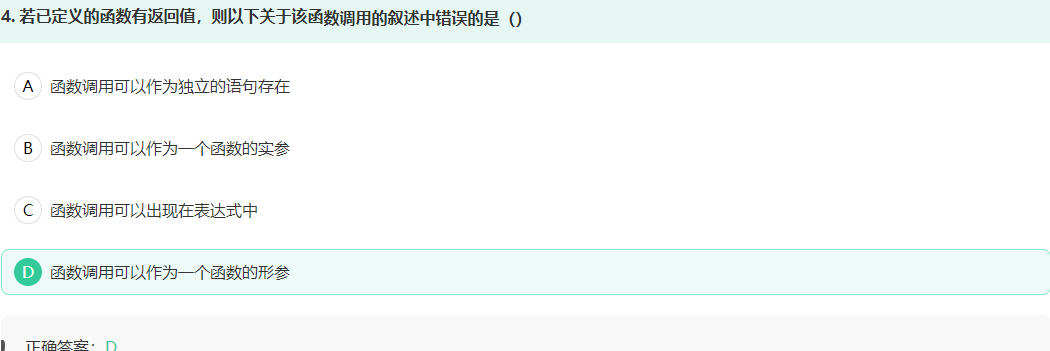 4. 若已定义的函数有返回值，则以下关于该函数调用的叙述中错误的是（）
A 函数调用可以作为独立的语句存在
B 函数调用可以作为一个函数的实参
C 函数调用可以出现在表达式中
D 函数调用可以作为一个函数的形参
正确答案：D